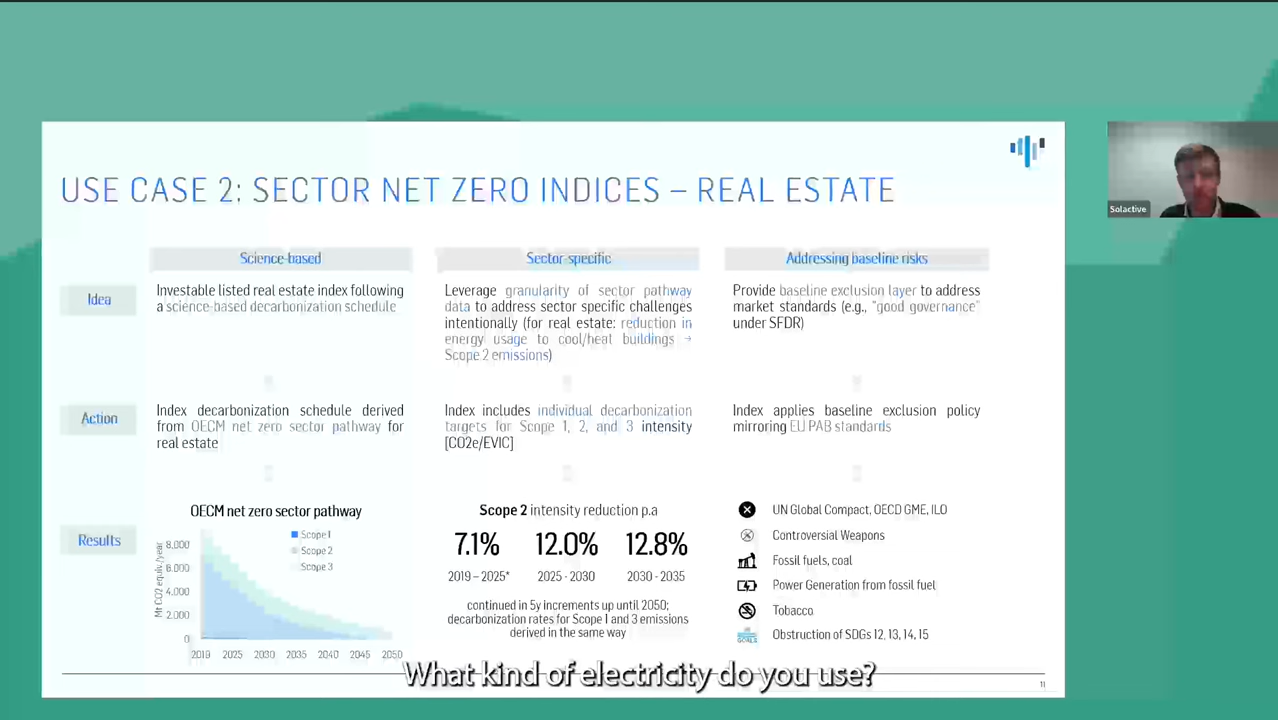 USE CASE 2: SECTOR NET ZERO INDICES – REAL ESTATE
Solactive
Science-based
Sector-specific
Addressing baseline risks
Idea
Investable listed real estate index following
a science-based decarbonization schedule
Leverage granularity of sector pathway
data to address sector specific challenges
intentionally (for real estate: reduction in
energy usage to cool/heat buildings →
Scope 2 emissions)
Provide baseline exclusion layer to address
market standards (e.g., "good governance"
under SFDR)
Action
Index decarbonization schedule derived
from OECM net zero sector pathway for
real estate
Index includes individual decarbonization
targets for Scope 1, 2, and 3 intensity
[CO2e/EVIC]
Index applies baseline exclusion policy
mirroring EU PAB standards
Results
OECM net zero sector pathway
Scope 1
Scope 2
Scope 3
Mt CO2 equiv./year
8.000
6.000
4.000
2.000
0
2019 2025 2030 2035 2040 2045 2050
Scope 2 intensity reduction p.a
7.1% 12.0% 12.8%
2019 – 2025* 2025 - 2030 2030 - 2035
continued in 5y increments up until 2050;
decarbonization rates for Scope 1 and 3 emissions
derived in the same way
UN Global Compact, OECD GME, ILO
Controversial Weapons
Fossil fuels, coal
Power Generation from fossil fuel
Tobacco
Obstruction of SDGs 12, 13, 14, 15
What kind of electricity do you use?
11